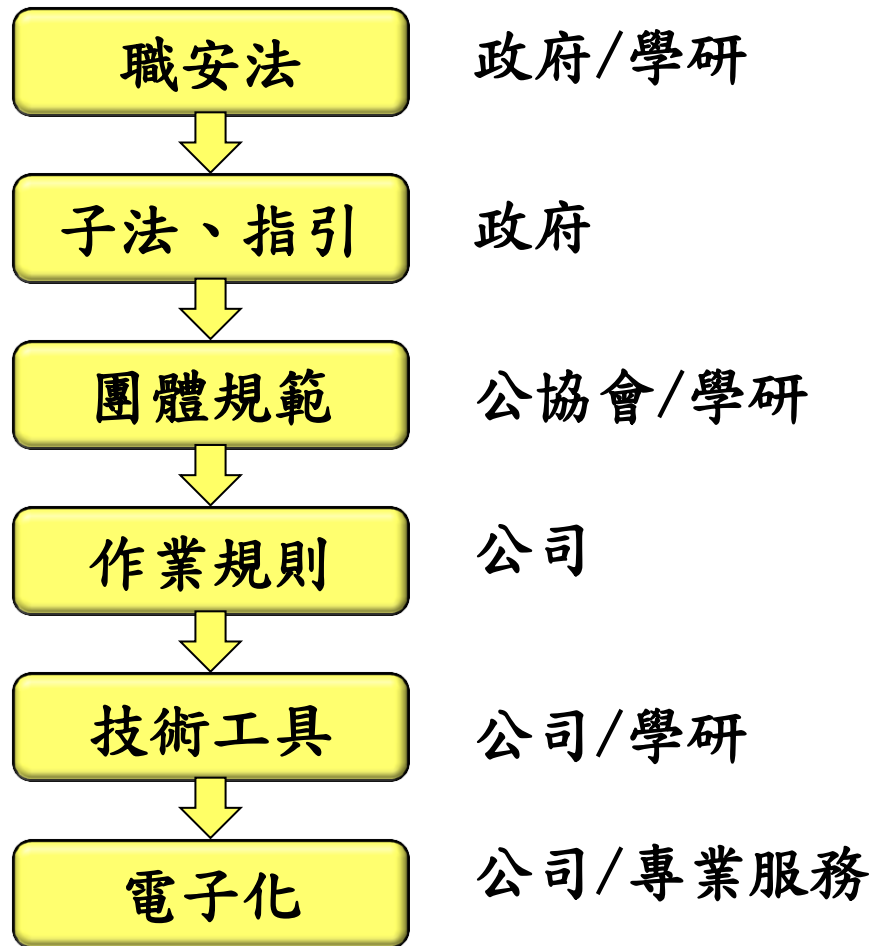 職安法 政府/學研
子法、指引 政府
團體規範 公協會/學研
作業規則 公司
技術工具 公司/學研
電子化 公司/專業服務